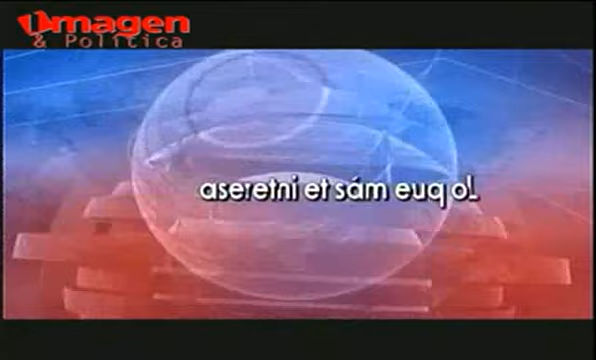 Imagen
& Política
aseretni et sám euq oL